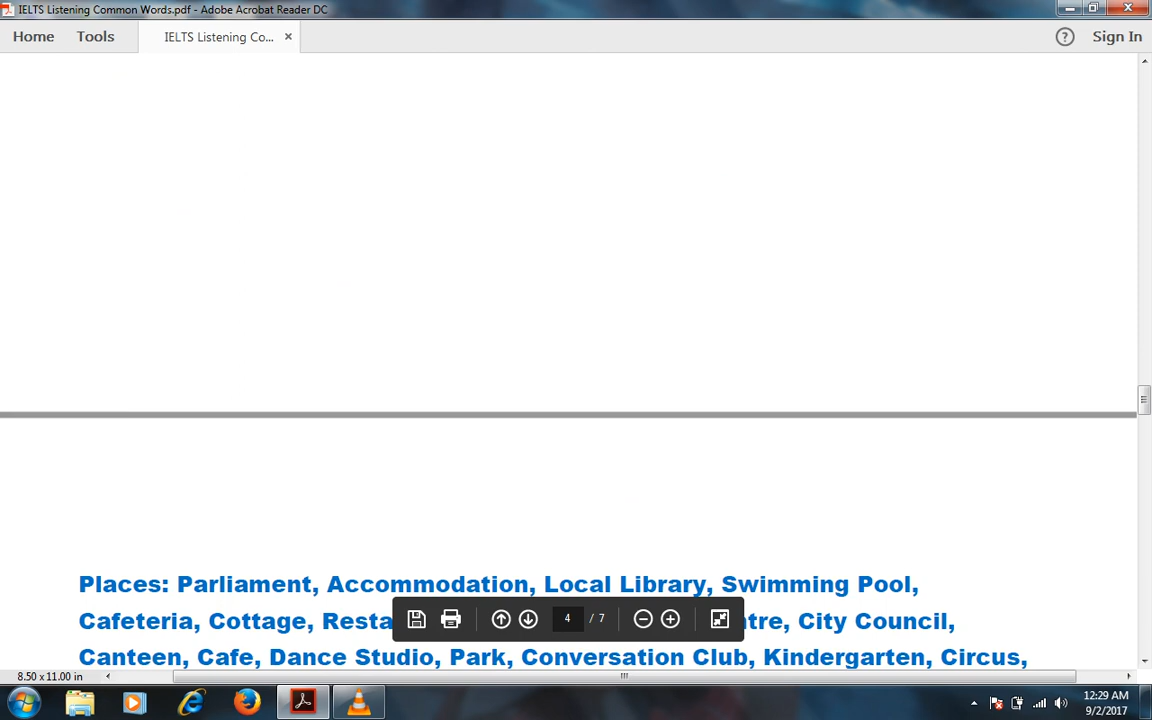 IELTS Listening Common Words.pdf - Adobe Acrobat Reader DC
Home Tools IELTS Listening Co... Sign In
Places: Parliament, Accommodation, Local Library, Swimming Pool,
Cafeteria, Cottage, Resta tre, City Council,
Canteen, Cafe, Dance Studio, Park, Conversation Club, Kindergarten, Circus,
4 / 7
8.50 x 11.00 in
12:29 AM
9/2/2017